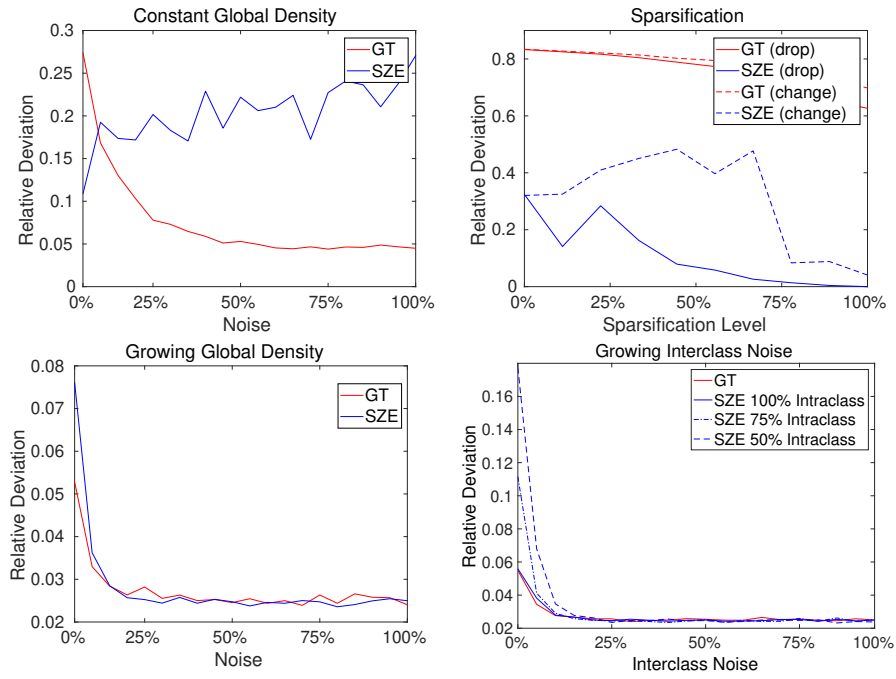 Constant Global Density
0.3
0.25
0.2
0.15
0.1
0.05
0
Relative Deviation
GT
SZE
0% 25% 50% 75% 100%
Noise
Sparsification
0.8
0.6
0.4
0.2
0
Relative Deviation
GT (drop)
SZE (drop)
GT (change)
SZE (change)
0% 25% 50% 75% 100%
Sparsification Level
Growing Global Density
0.08
0.07
0.06
0.05
0.04
0.03
0.02
Relative Deviation
GT
SZE
0% 25% 50% 75% 100%
Noise
Growing Interclass Noise
0.16
0.14
0.12
0.1
0.08
0.06
0.04
0.02
Relative Deviation
GT
SZE 100% Intraclass
SZE 75% Intraclass
SZE 50% Intraclass
0% 25% 50% 75% 100%
Interclass Noise